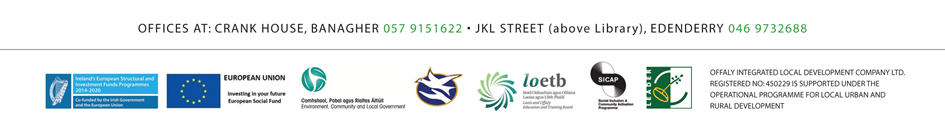 OFFICES AT: CRANK HOUSE, BANAGHER 057 9151622 • JKL STREET (above Library), EDENDERRY 046 9732688
Ireland's European Structural and
Investment Funds Programmes
2014-2020
Co-funded by the Irish Government
and the European Union
EUROPEAN UNION
Investing in your future
European Social Fund
Comhshaol, Pobal agus Rialtas Áitiúil
Environment, Community and Local Government
loetb
Bord Oideachais agus Oiliúna
Laoise agus Uíbh Fhailí
Laois and Offaly
Education and Training Board
SICAP
Social Inclusion &
Community Activation
Programme
LEADER
OFFALY INTEGRATED LOCAL DEVELOPMENT COMPANY LTD.
REGISTERED NO: 450229 IS SUPPORTED UNDER THE
OPERATIONAL PROGRAMME FOR LOCAL URBAN AND
RURAL DEVELOPMENT